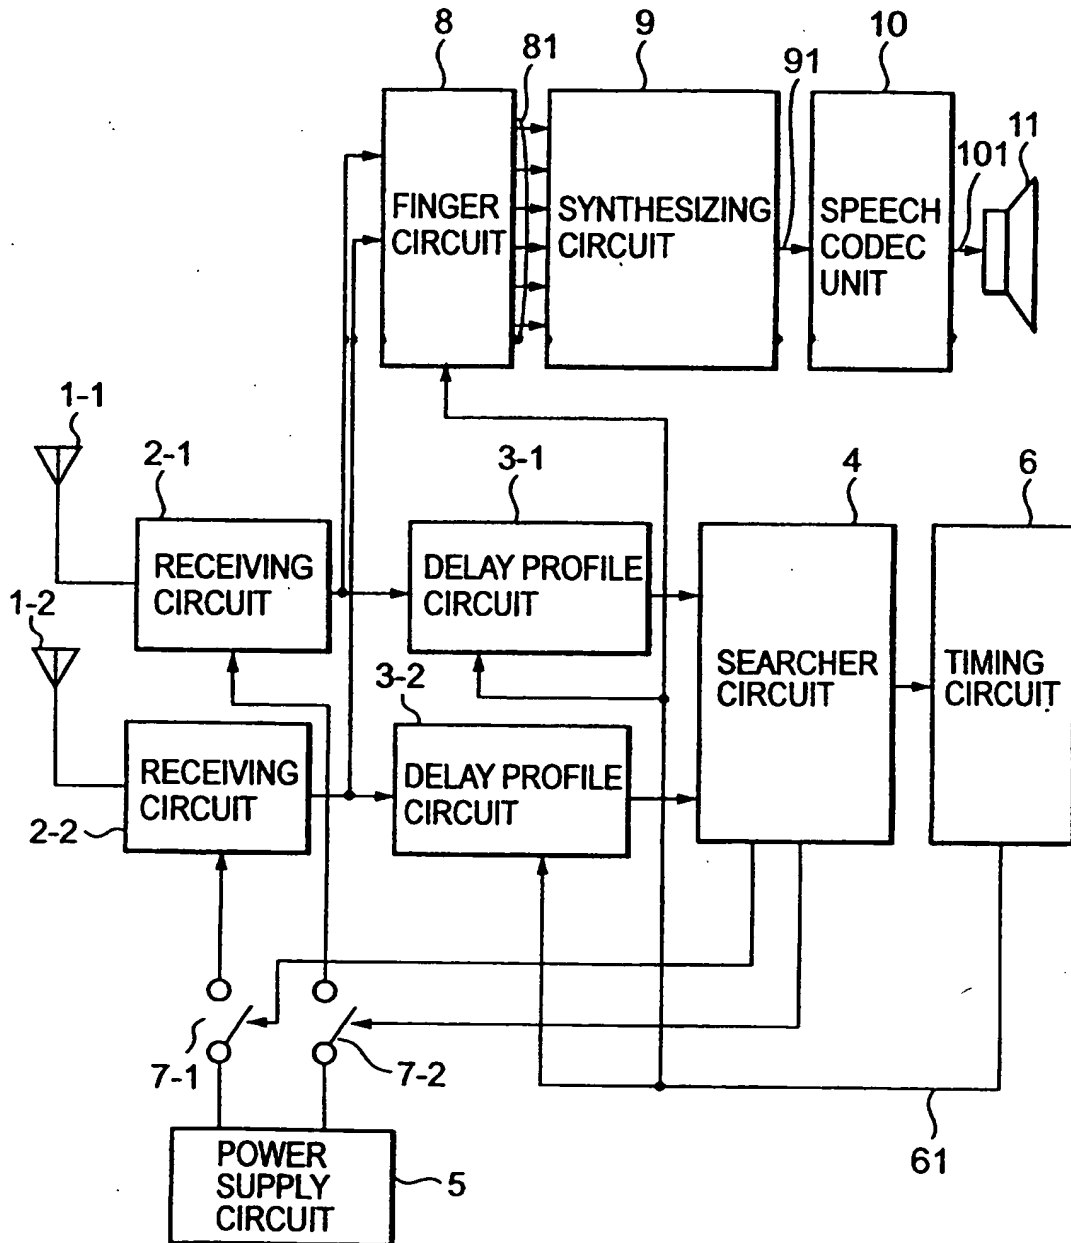 8
81
9
91
10
101
11
FINGER
CIRCUIT
SYNTHESIZING
CIRCUIT
SPEECH
CODEC
UNIT
1-1
2-1
3-1
4
6
RECEIVING
CIRCUIT
DELAY PROFILE
CIRCUIT
1-2
SEARCHER
CIRCUIT
TIMING
CIRCUIT
3-2
RECEIVING
CIRCUIT
DELAY PROFILE
CIRCUIT
2-2
7-1
7-2
61
POWER
SUPPLY
CIRCUIT
5